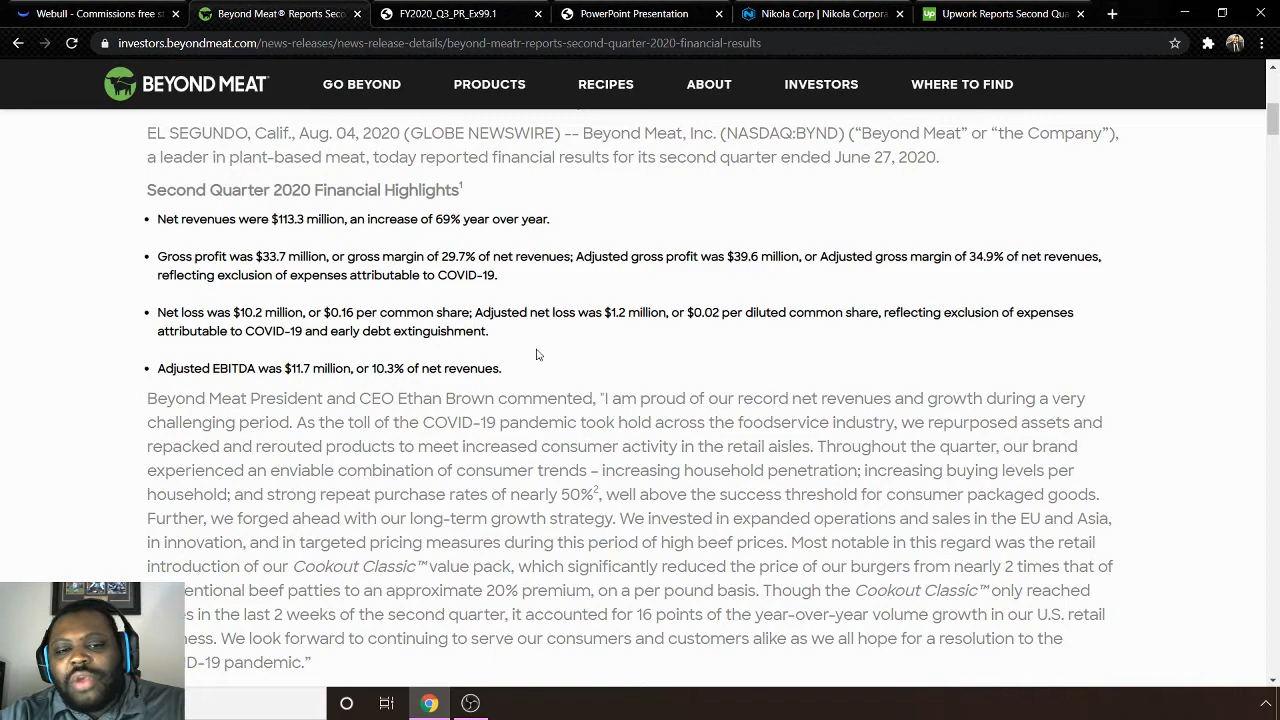 Webull - Commissions free s
Beyond Meat® Reports Seco
FY2020_Q3_PR_Ex99.1
PowerPoint Presentation
Nikola Corp | Nikola Corpora
Upwork Reports Second Qua
investors.beyondmeat.com/news-releases/news-release-details/beyond-meatr-reports-second-quarter-2020-financial-results
BEYOND MEAT®
GO BEYOND
PRODUCTS
RECIPES
ABOUT
INVESTORS
WHERE TO FIND
EL SEGUNDO, Calif., Aug. 04, 2020 (GLOBE NEWSWIRE) -- Beyond Meat, Inc. (NASDAQ:BYND) (“Beyond Meat” or “the Company”),
a leader in plant-based meat, today reported financial results for its second quarter ended June 27, 2020.
Second Quarter 2020 Financial Highlights1
• Net revenues were $113.3 million, an increase of 69% year over year.
• Gross profit was $33.7 million, or gross margin of 29.7% of net revenues; Adjusted gross profit was $39.6 million, or Adjusted gross margin of 34.9% of net revenues,
reflecting exclusion of expenses attributable to COVID-19.
• Net loss was $10.2 million, or $0.16 per common share; Adjusted net loss was $1.2 million, or $0.02 per diluted common share, reflecting exclusion of expenses
attributable to COVID-19 and early debt extinguishment.
• Adjusted EBITDA was $11.7 million, or 10.3% of net revenues.
Beyond Meat President and CEO Ethan Brown commented, "I am proud of our record net revenues and growth during a very
challenging period. As the toll of the COVID-19 pandemic took hold across the foodservice industry, we repurposed assets and
repacked and rerouted products to meet increased consumer activity in the retail aisles. Throughout the quarter, our brand
experienced an enviable combination of consumer trends – increasing household penetration; increasing buying levels per
household; and strong repeat purchase rates of nearly 50%2, well above the success threshold for consumer packaged goods.
Further, we forged ahead with our long-term growth strategy. We invested in expanded operations and sales in the EU and Asia,
in innovation, and in targeted pricing measures during this period of high beef prices. Most notable in this regard was the retail
introduction of our Cookout Classic™ value pack, which significantly reduced the price of our burgers from nearly 2 times that of
entional beef patties to an approximate 20% premium, on a per pound basis. Though the Cookout Classic™ only reached
in the last 2 weeks of the second quarter, it accounted for 16 points of the year-over-year volume growth in our U.S. retail
ness. We look forward to continuing to serve our consumers and customers alike as we all hope for a resolution to the
D-19 pandemic.”